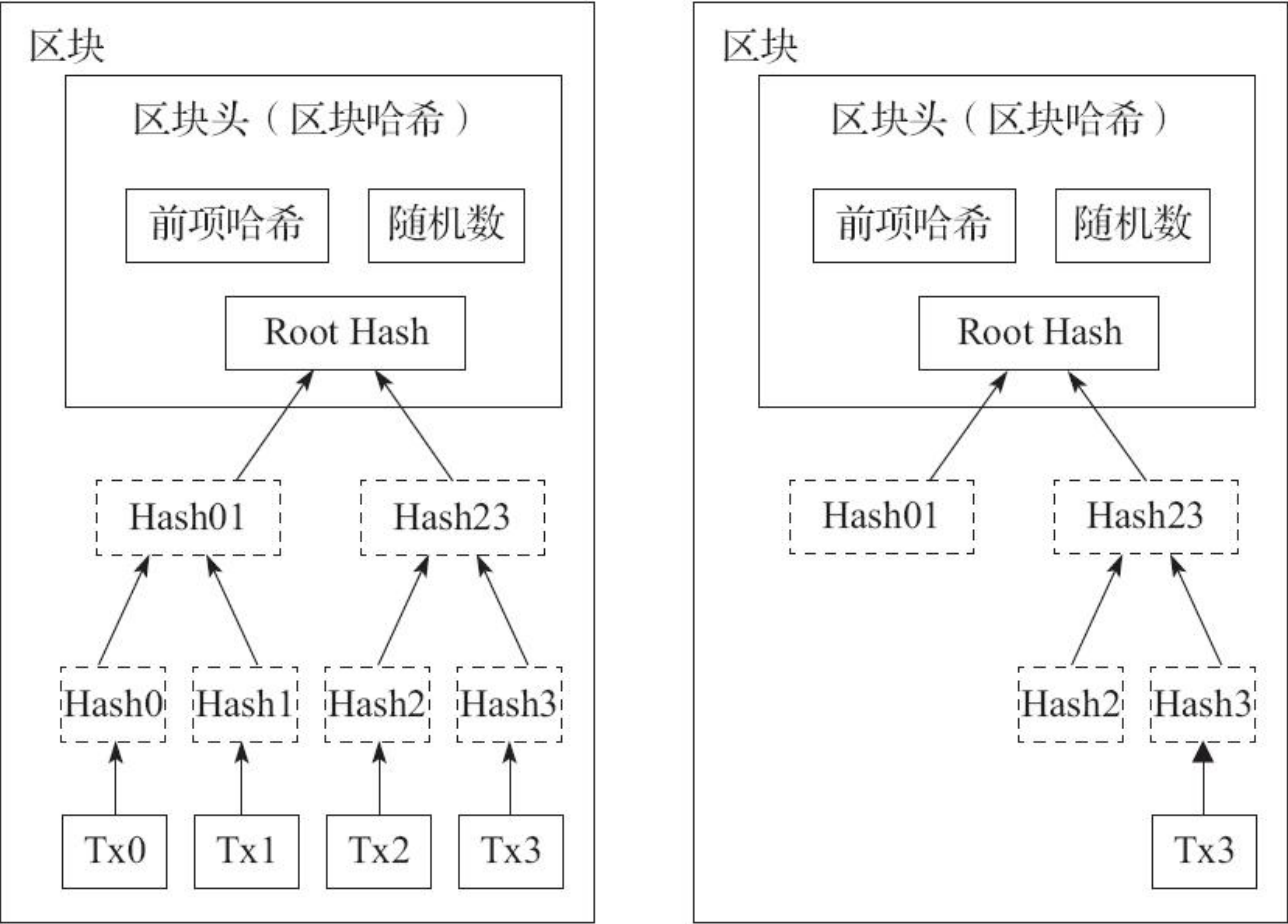 区块
区块头（区块哈希）
前项哈希 随机数
Root Hash
Hash01 Hash23
Hash0 Hash1 Hash2 Hash3
Tx0 Tx1 Tx2 Tx3
区块
区块头（区块哈希）
前项哈希 随机数
Root Hash
Hash01 Hash23
Hash2 Hash3
Tx3